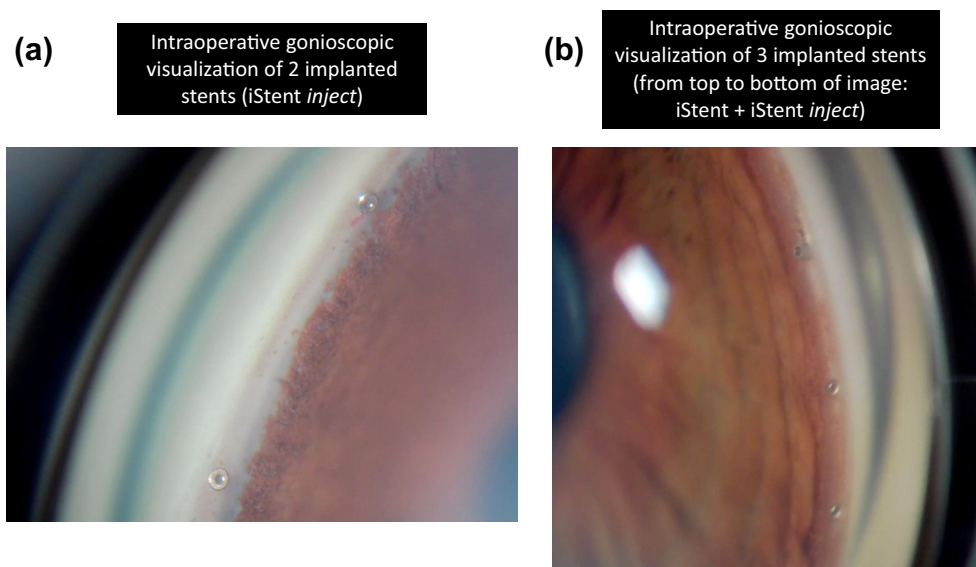 (a)
Intraoperative gonioscopic
visualization of 2 implanted
stents (iStent inject)
(b)
Intraoperative gonioscopic
visualization of 3 implanted stents
(from top to bottom of image:
iStent + iStent inject)